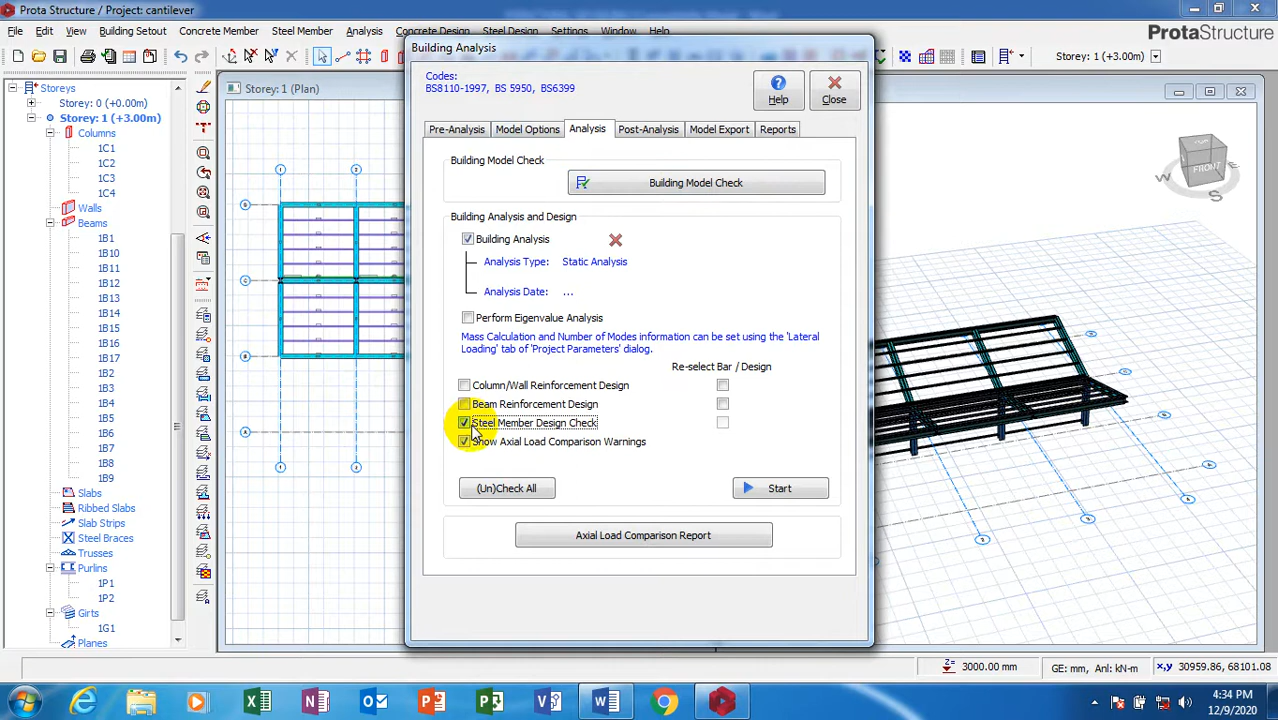 Prota Structure / Project: cantilever
File Edit View Building Setout Concrete Member Steel Member Analysis Concrete Design Steel Design Settings Window Help
ProtaStructure
Storey: 1 (+3.00m)
Storeys
Storey: 0 (+0.00m)
Storey: 1 (+3.00m)
Columns
1C1
1C2
1C3
1C4
Walls
Beams
1B1
1B10
1B11
1B12
1B13
1B14
1B15
1B16
1B17
1B2
1B3
1B4
1B5
1B6
1B7
1B8
1B9
Slabs
Ribbed Slabs
Slab Strips
Steel Braces
Trusses
Purlins
1P1
1P2
Girts
1G1
Planes
Storey: 1 (Plan)
Building Analysis
Codes:
BS8110-1997, BS 5950, BS6399
Help
Close
Pre-Analysis Model Options Analysis Post-Analysis Model Export Reports
Building Model Check
Building Model Check
Building Analysis and Design
Building Analysis
Analysis Type: Static Analysis
Analysis Date: ...
Perform Eigenvalue Analysis
Mass Calculation and Number of Modes information can be set using the 'Lateral
Loading' tab of 'Project Parameters' dialog.
Re-select Bar / Design
Column/Wall Reinforcement Design
Beam Reinforcement Design
Steel Member Design Check
Show Axial Load Comparison Warnings
(Un)Check All
Start
Axial Load Comparison Report
FRONT
W
S
Z=
3000.00 mm
GE: mm, Anl: kN-m
x,y 30959.86, 68101.08
4:34 PM
12/9/2020